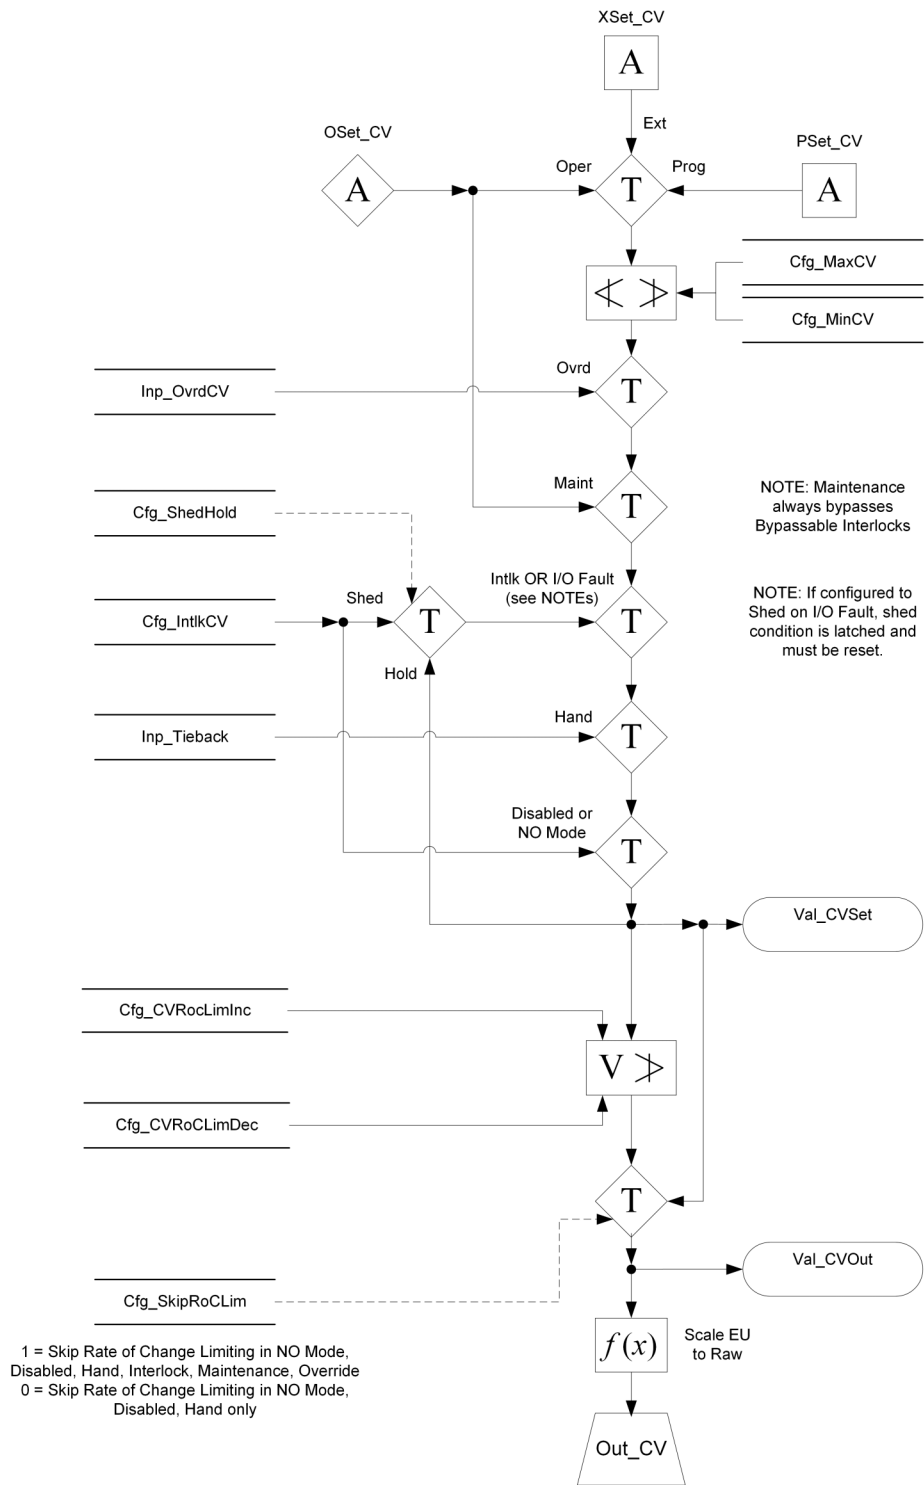 XSet_CV
A
Ext
OSet_CV
PSet_CV
Oper
Prog
A
T
A
Cfg_MaxCV
Cfg_MinCV
Ovrd
Inp_OvrdCV
T
Maint
T
Cfg_ShedHold
NOTE: Maintenance
always bypasses
Bypassable Interlocks
Intlk OR I/O Fault
(see NOTEs)
Shed
Cfg_IntlkCV
T
T
NOTE: If configured to
Shed on I/O Fault, shed
condition is latched and
must be reset.
Hold
Hand
Inp_Tieback
T
Disabled or
NO Mode
T
Val_CVSet
Cfg_CVRocLimInc
V
Cfg_CVRoCLimDec
T
Val_CVOut
Cfg_SkipRoCLim
1 = Skip Rate of Change Limiting in NO Mode,
Disabled, Hand, Interlock, Maintenance, Override
0 = Skip Rate of Change Limiting in NO Mode,
Disabled, Hand only
f(x)
Scale EU
to Raw
Out_CV